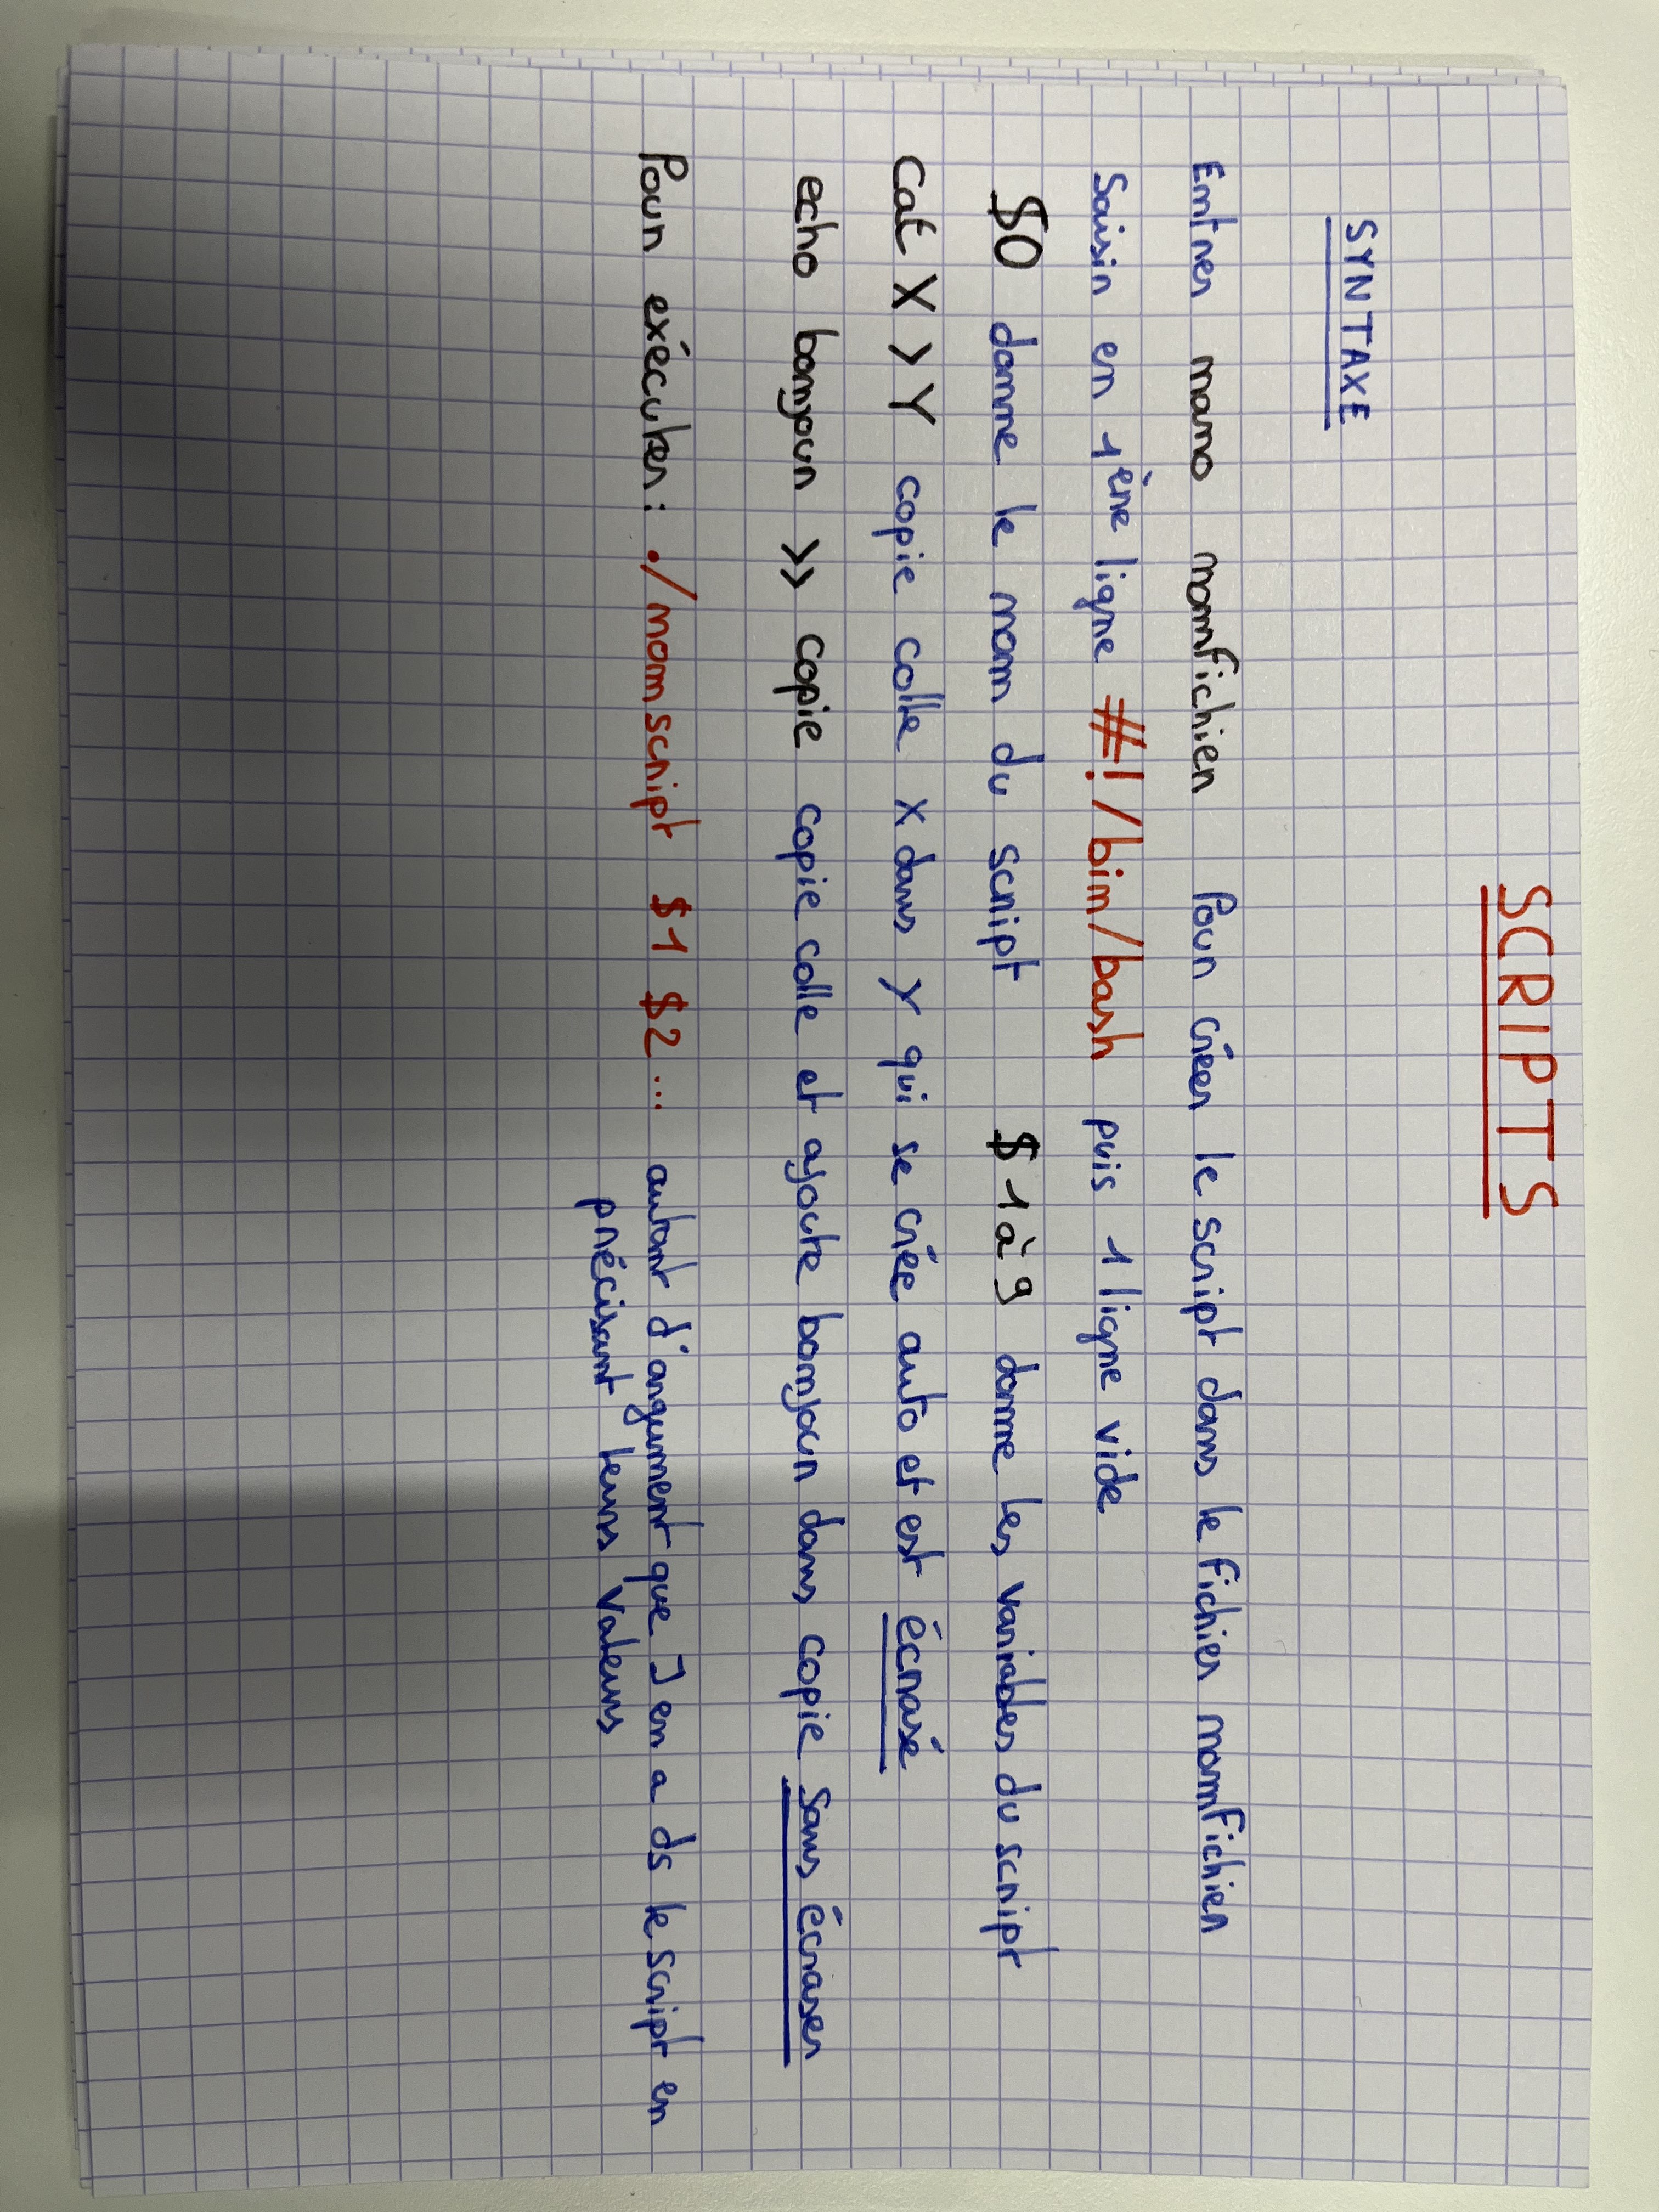 SCRIPTS
SYNTAXE
Entrer nano nomfichier Pour créer le script dans le fichier nomfichier
Saisir en 1ère ligne #!/bin/bash puis 1 ligne vide
$0 donne le nom du script $1 à 9 donne les variables du script
cat X > Y copie colle X dans y qui se crée auto et est écrasé
echo bonjour >> copie copie colle et ajoute bonjour dans copie sans écraser
Pour exécuter : ./nomscript $1 $2 ... autant d'argument que J en a ds le script en
précisant leurs valeurs